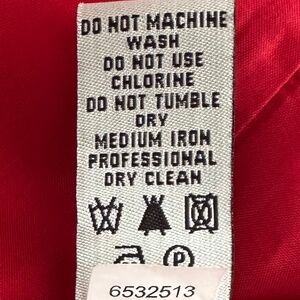 DO NOT MACHINE
WASH
DO NOT USE
CHLORINE
DO NOT TUMBLE
DRY
MEDIUM IRON
PROFESSIONAL
DRY CLEAN
P
6532513